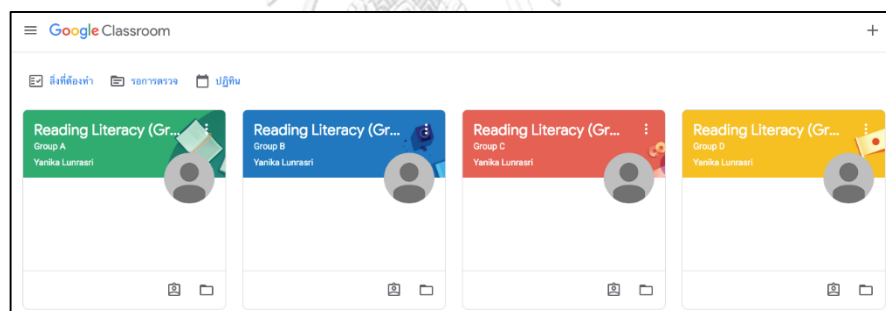 Google Classroom
สิ่งที่ต้องทำ รอการตรวจ ปฏิทิน
Reading Literacy (Gr...
Group A
Yanika Lunrasri
Reading Literacy (Gr...
Group B
Yanika Lunrasri
Reading Literacy (Gr...
Group C
Yanika Lunrasri
Reading Literacy (Gr...
Group D
Yanika Lunrasri